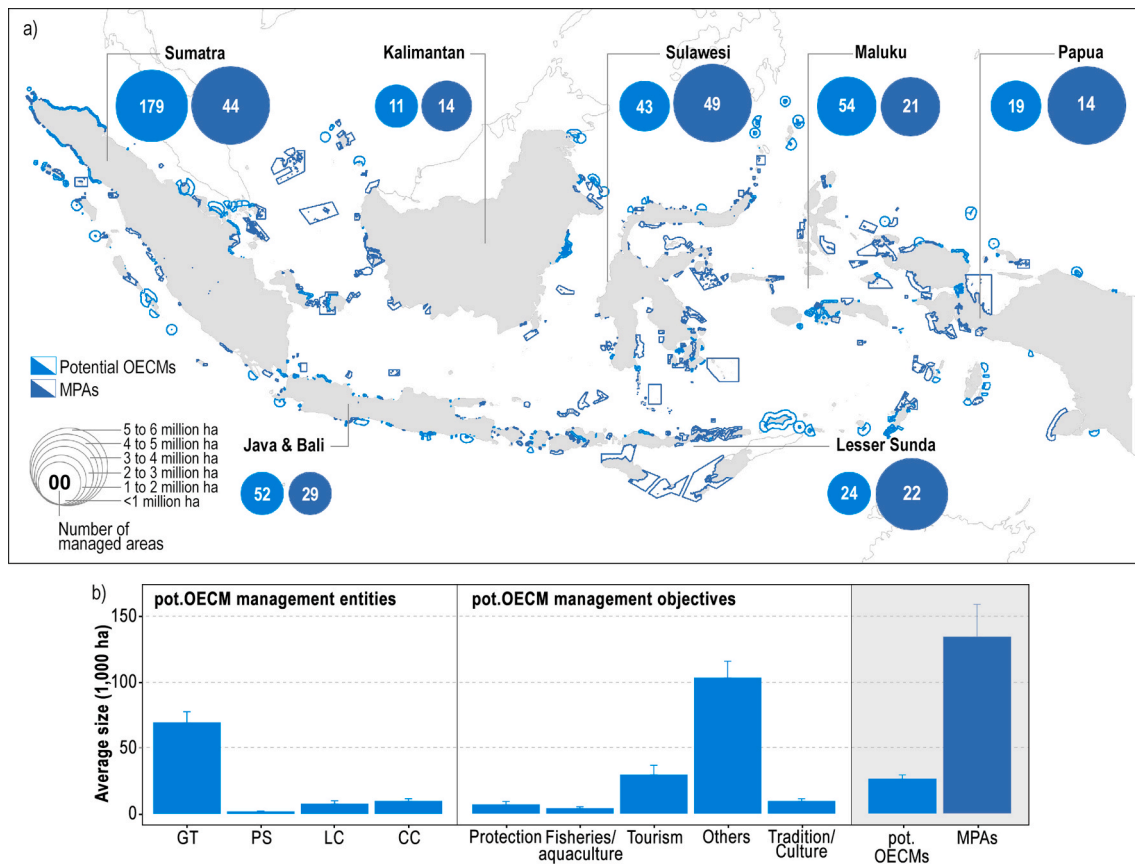 a)
Sumatra
179
44
Kalimantan
11
14
Sulawesi
43
49
Maluku
54
21
Papua
19
14
Potential OECMs
MPAs
5 to 6 million ha
4 to 5 million ha
3 to 4 million ha
2 to 3 million ha
1 to 2 million ha
<1 million ha
00
Number of
managed areas
Java & Bali
52
29
Lesser Sunda
24
22
b)
pot.OECM management entities
pot.OECM management objectives
Average size (1,000 ha)
150
100
50
0
GT
PS
LC
CC
Protection
Fisheries/
aquaculture
Tourism
Others
Tradition/
Culture
pot.
OECMs
MPAs